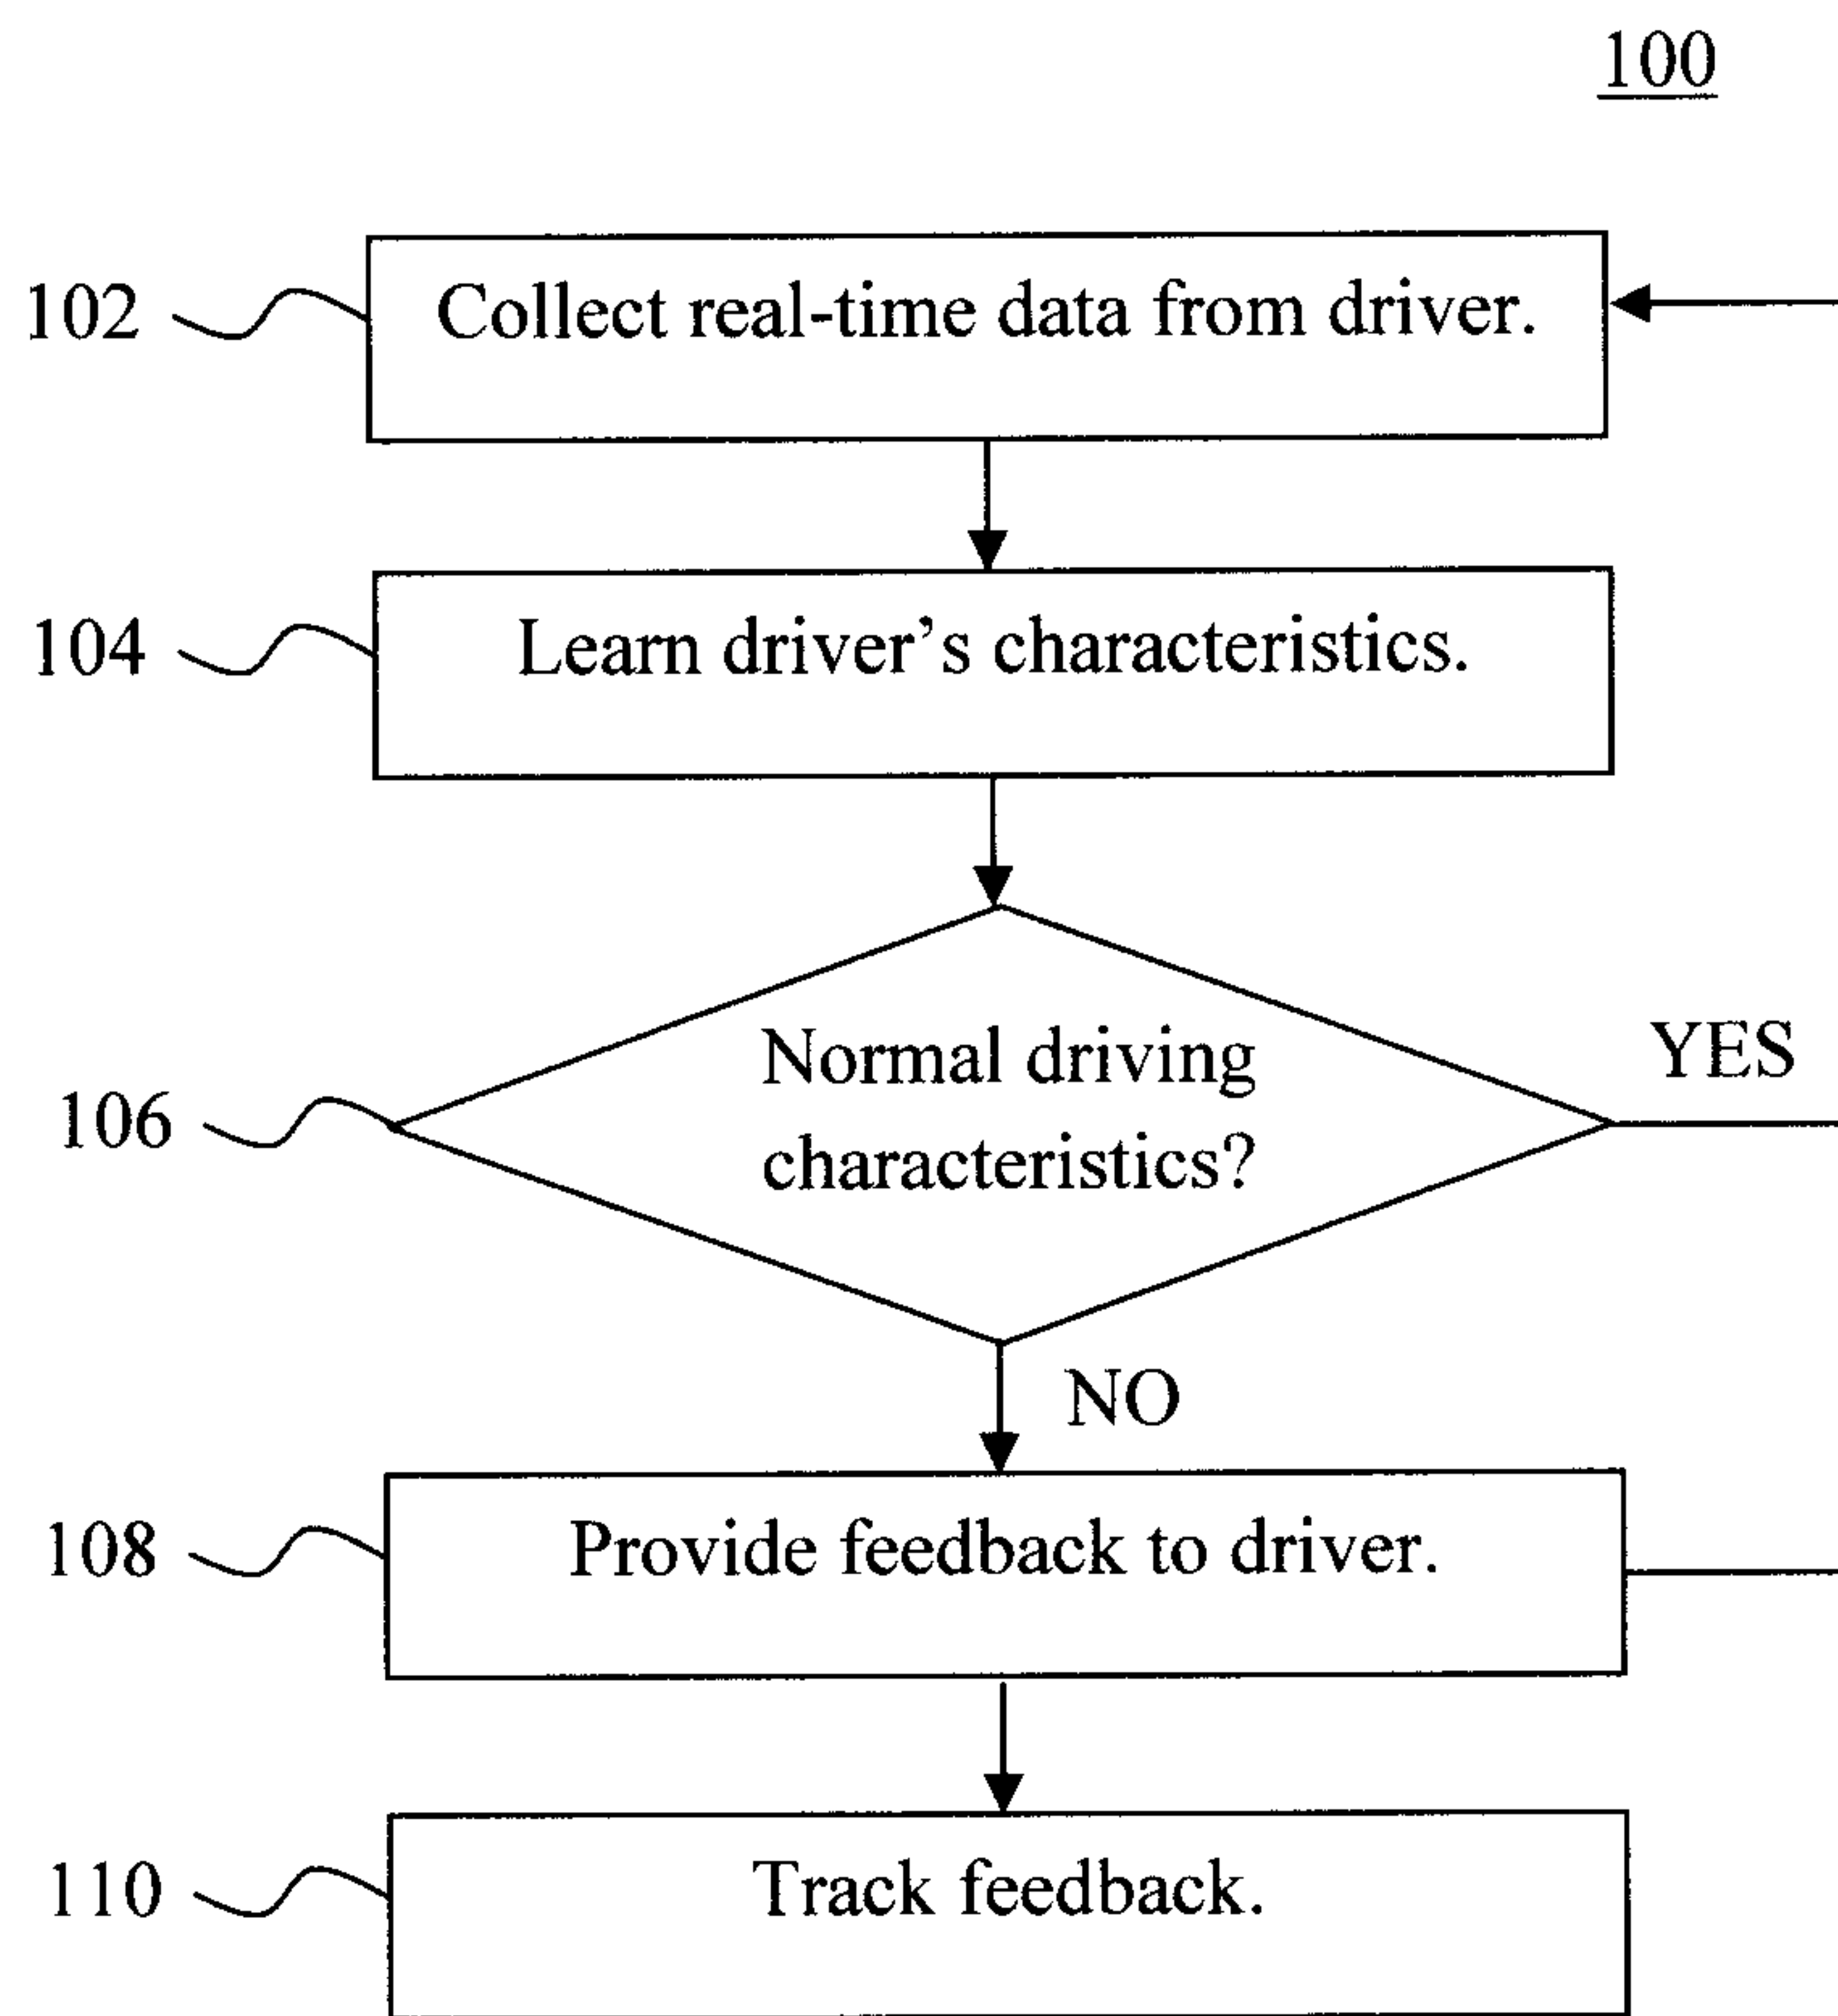 100
102
Collect real-time data from driver.
104
Learn driver’s characteristics.
106
Normal driving
characteristics?
YES
NO
108
Provide feedback to driver.
110
Track feedback.